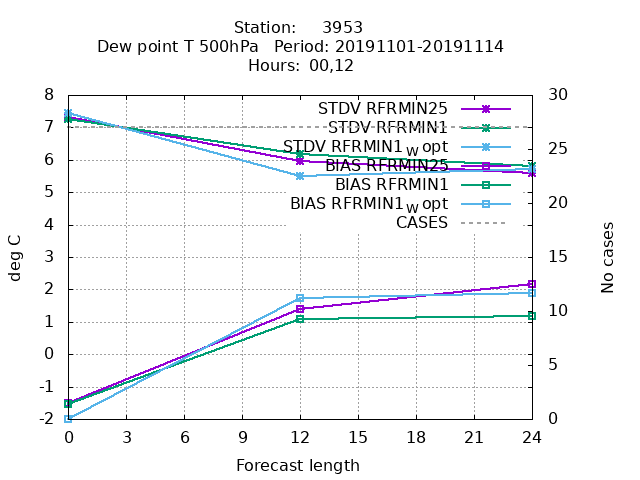 Station: 3953
Dew point T 500hPa Period: 20191101-20191114
Hours: 00,12
8 30
STDV RFRMIN25
7 STDV RFRMIN1
STDV RFRMIN1W opt 25
6 BIAS RFRMIN25
BIAS RFRMIN1
5 BIAS RFRMIN1W opt 20
4 CASES
deg C
3 15
No cases
2
1 10
0
-1 5
-2 0
0 3 6 9 12 15 18 21 24
Forecast length